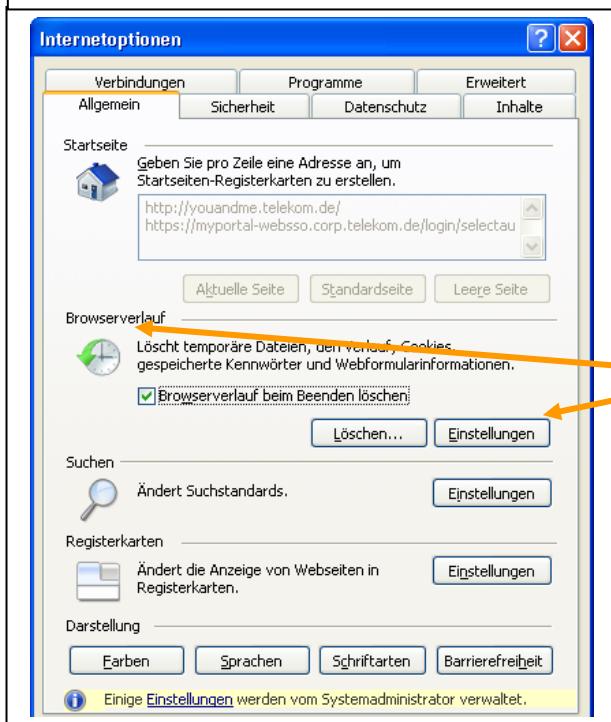 Internetoptionen
Verbindungen Programme Erweitert
Allgemein Sicherheit Datenschutz Inhalte
Startseite
Geben Sie pro Zeile eine Adresse an, um
Startseiten-Registerkarten zu erstellen.
http://youandme.telekom.de/
https://myportal-websso.corp.telekom.de/login/selectau
Aktuelle Seite Standardseite Leere Seite
Browserverlauf
Löscht temporäre Dateien, den Verlauf, Cookies,
gespeicherte Kennwörter und Webformularinformationen.
Browserverlauf beim Beenden löschen
Löschen... Einstellungen
Suchen
Ändert Suchstandards.
Einstellungen
Registerkarten
Ändert die Anzeige von Webseiten in
Registerkarten.
Einstellungen
Darstellung
Farben Sprachen Schriftarten Barrierefreiheit
Einige Einstellungen werden vom Systemadministrator verwaltet.